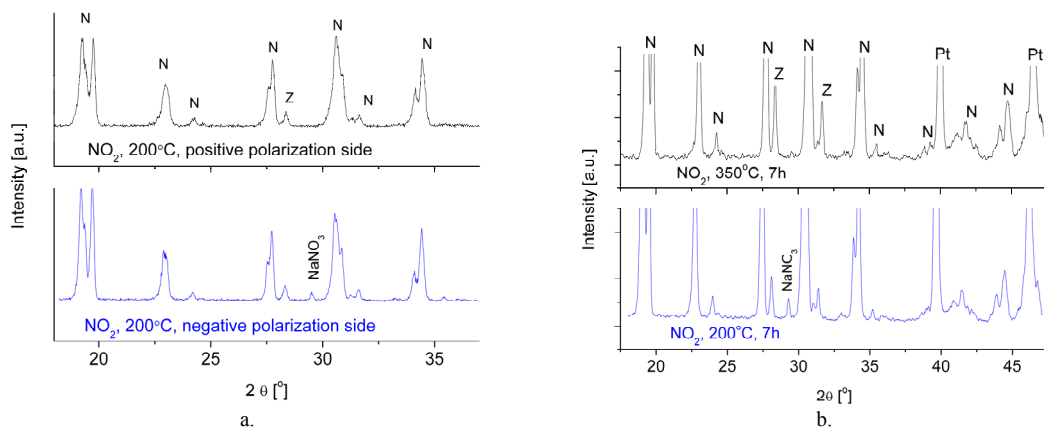 N
N
N
N
N
N
N
Z
Intensity [a.u.]
NO₂, 200°C, positive polarization side
NaNO₃
NO₂, 200°C, negative polarization side
20 25 30 35
2 θ [°]
a.
N N N N N Pt Pt
Z
Z
N N N N N
Intensity [a.u.]
NO₂, 350°C, 7h
NaNC₃
NO₂, 200°C, 7h
20 25 30 35 40 45
2θ [°]
b.